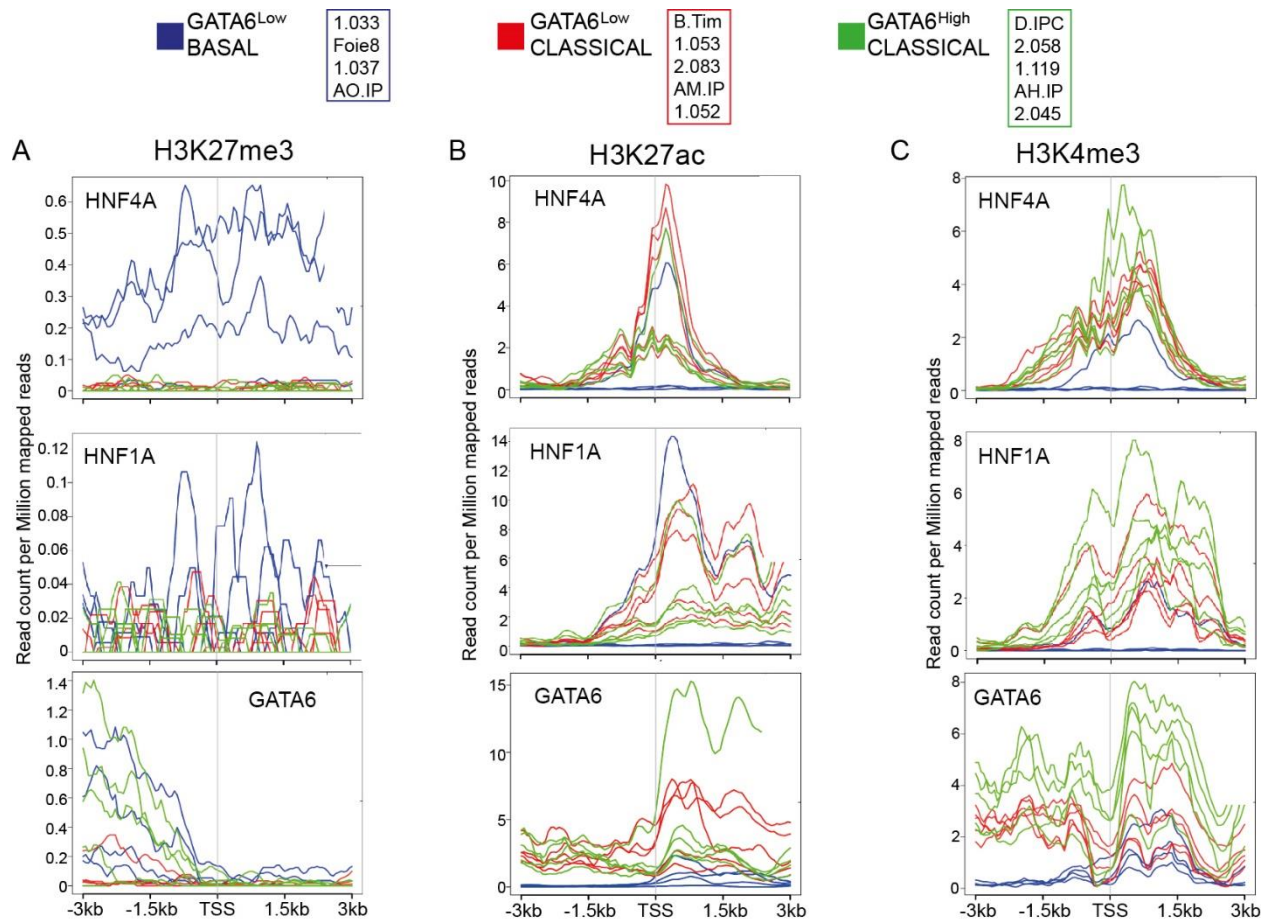 GATA6Low
BASAL
1.033
Foie8
1.037
AO.IP
GATA6Low
CLASSICAL
B.Tim
1.053
2.083
AM.IP
1.052
GATA6High
CLASSICAL
D.IPC
2.058
1.119
AH.IP
2.045
A
H3K27me3
B
H3K27ac
C
H3K4me3
Read count per Million mapped reads
HNF4A
0.6
0.5
0.4
0.3
0.2
0.1
0
HNF1A
0.12
0.10
0.08
0.06
0.04
0.02
0
GATA6
1.4
1.2
1.0
0.8
0.6
0.4
0.2
0
-3kb -1.5kb TSS 1.5kb 3kb
Read count per Million mapped reads
HNF4A
10
8
6
4
2
0
HNF1A
14
12
10
8
6
4
2
0
GATA6
15
10
5
0
-3kb -1.5kb TSS 1.5kb 3kb
Read count per Million mapped reads
HNF4A
8
6
4
2
0
HNF1A
8
6
4
2
0
GATA6
8
6
4
2
0
-3kb -1.5kb TSS 1.5kb 3kb